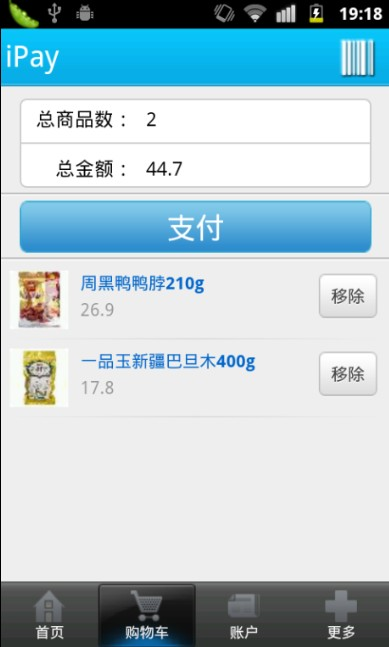 19:18
iPay
总商品数： 2
总金额： 44.7
支付
周黑鸭鸭脖210g
26.9
移除
一品玉新疆巴旦木400g
17.8
移除
首页 购物车 账户 更多